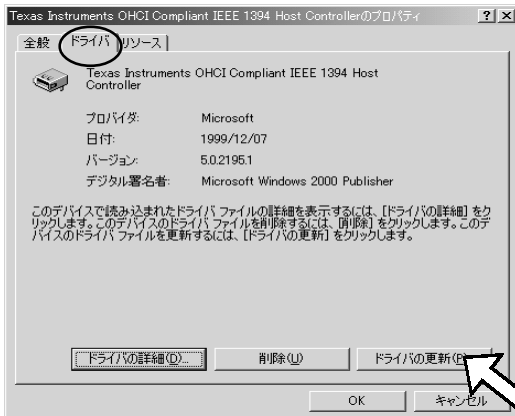 Texas Instruments OHCI Compliant IEEE 1394 Host Controllerのプロパティ ? ×
全般 ドライバ リソース
Texas Instruments OHCI Compliant IEEE 1394 Host
Controller
プロバイダ: Microsoft
日付: 1999/12/07
バージョン: 5.0.2195.1
デジタル署名者: Microsoft Windows 2000 Publisher
このデバイスで読み込まれたドライバ ファイルの詳細を表示するには、[ドライバの詳細] をク
リックします。このデバイスのドライバ ファイルを削除するには、[削除] をクリックします。このデ
バイスのドライバ ファイルを更新するには、[ドライバの更新] をクリックします。
ドライバの詳細(D)... 削除(U) ドライバの更新(P)
OK キャンセル